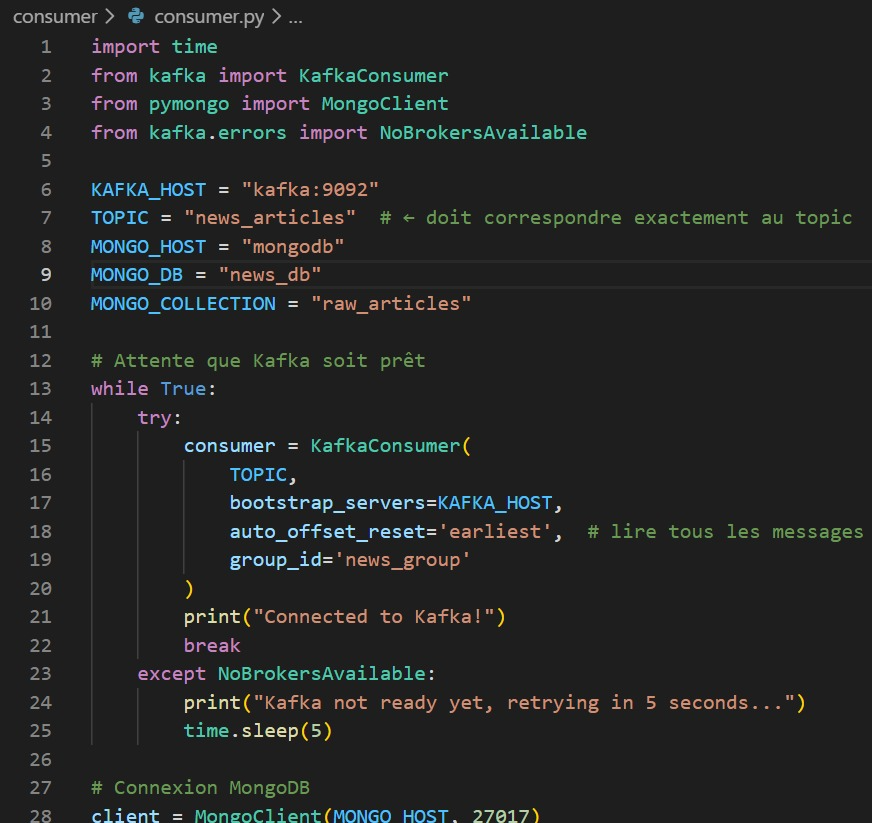 consumer > consumer.py > ...
1 import time
2 from kafka import KafkaConsumer
3 from pymongo import MongoClient
4 from kafka.errors import NoBrokersAvailable
5
6 KAFKA_HOST = "kafka:9092"
7 TOPIC = "news_articles"  # ← doit correspondre exactement au topic
8 MONGO_HOST = "mongodb"
9 MONGO_DB = "news_db"
10 MONGO_COLLECTION = "raw_articles"
11
12 # Attente que Kafka soit prêt
13 while True:
14     try:
15         consumer = KafkaConsumer(
16             TOPIC,
17             bootstrap_servers=KAFKA_HOST,
18             auto_offset_reset='earliest',  # lire tous les messages
19             group_id='news_group'
20         )
21         print("Connected to Kafka!")
22         break
23     except NoBrokersAvailable:
24         print("Kafka not ready yet, retrying in 5 seconds...")
25         time.sleep(5)
26
27 # Connexion MongoDB
28 client = MongoClient(MONGO_HOST, 27017)